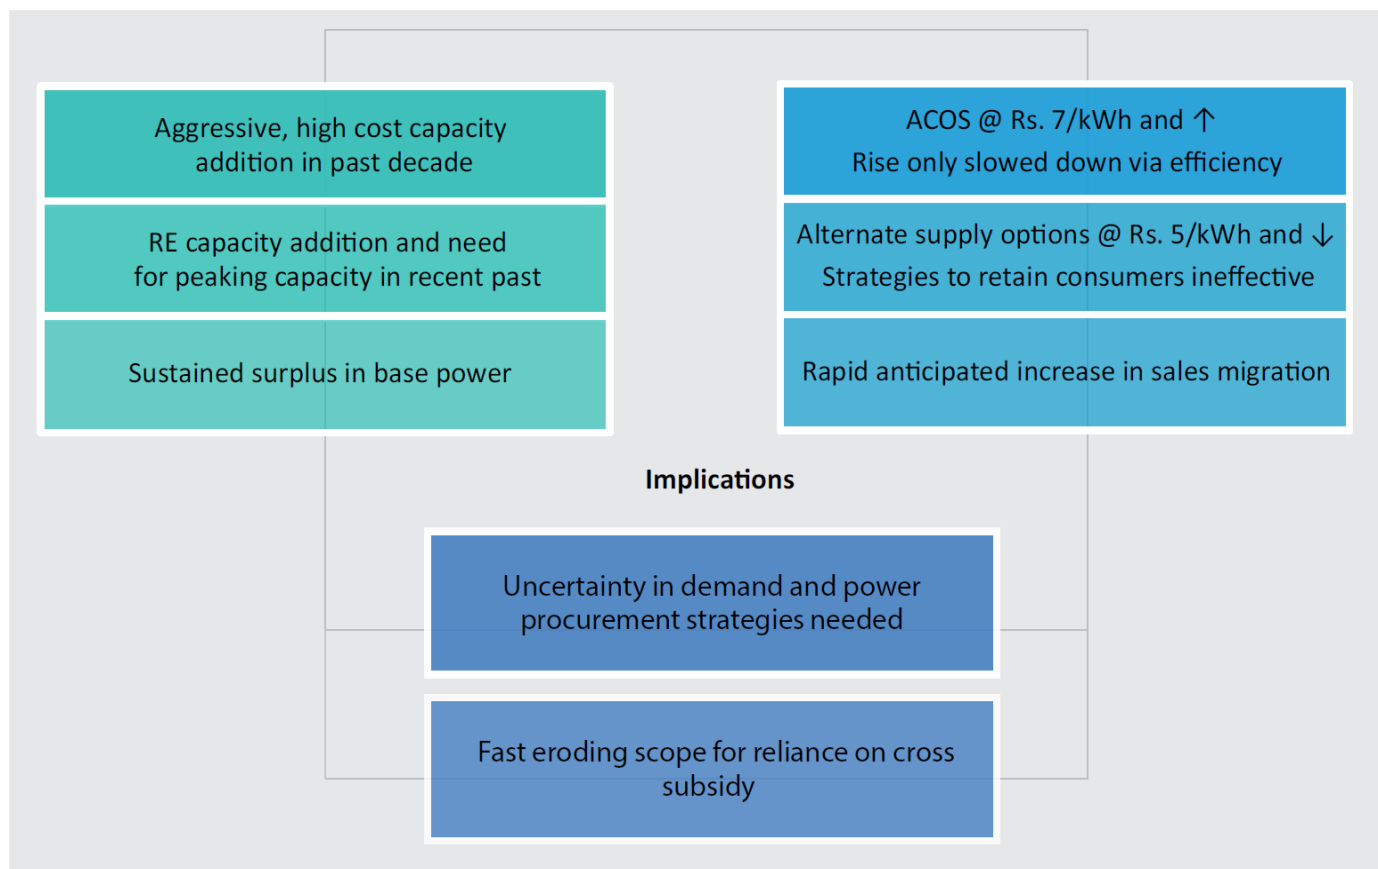 Aggressive, high cost capacity
addition in past decade
RE capacity addition and need
for peaking capacity in recent past
Sustained surplus in base power
ACOS @ Rs. 7/kWh and ↑
Rise only slowed down via efficiency
Alternate supply options @ Rs. 5/kWh and ↓
Strategies to retain consumers ineffective
Rapid anticipated increase in sales migration
Implications
Uncertainty in demand and power
procurement strategies needed
Fast eroding scope for reliance on cross
subsidy